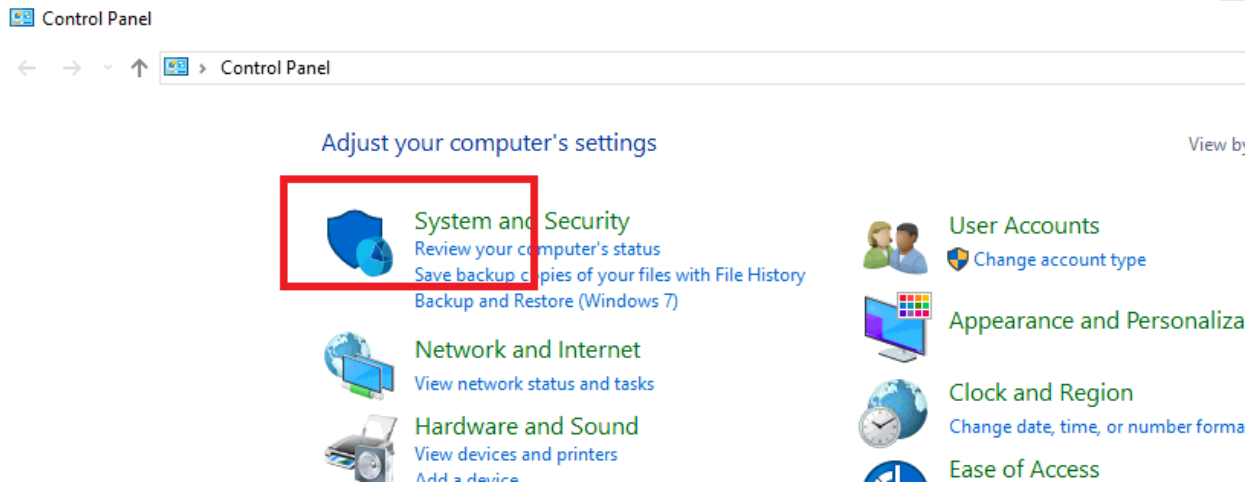 Control Panel
Control Panel
Adjust your computer's settings
View by
System and Security
Review your computer's status
Save backup copies of your files with File History
Backup and Restore (Windows 7)
Network and Internet
View network status and tasks
Hardware and Sound
View devices and printers
Add a device
User Accounts
Change account type
Appearance and Personaliza
Clock and Region
Change date, time, or number forma
Ease of Access